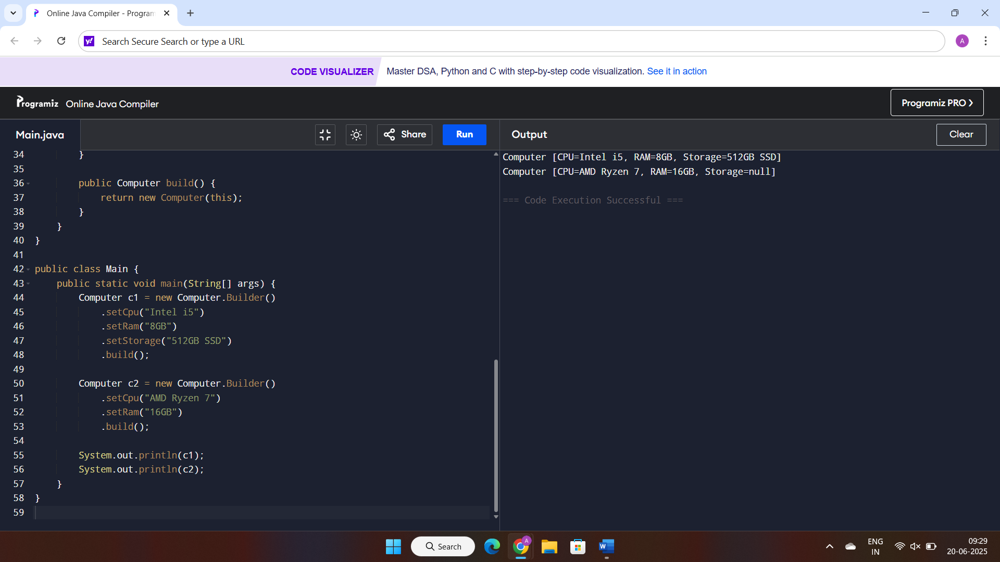 Online Java Compiler - Program
Search Secure Search or type a URL
A
CODE VISUALIZER
Master DSA, Python and C with step-by-step code visualization. See it in action
Programiz Online Java Compiler
Programiz PRO
Main.java
Share
Run
Output
Clear
34         }
35
36         public Computer build() {
37             return new Computer(this);
38         }
39     }
40 }
41
42 public class Main {
43     public static void main(String[] args) {
44         Computer c1 = new Computer.Builder()
45             .setCpu("Intel i5")
46             .setRam("8GB")
47             .setStorage("512GB SSD")
48             .build();
49
50         Computer c2 = new Computer.Builder()
51             .setCpu("AMD Ryzen 7")
52             .setRam("16GB")
53             .build();
54
55         System.out.println(c1);
56         System.out.println(c2);
57     }
58 }
59
Computer [CPU=Intel i5, RAM=8GB, Storage=512GB SSD]
Computer [CPU=AMD Ryzen 7, RAM=16GB, Storage=null]
=== Code Execution Successful ===
Search
A
W
ENG
IN
09:29
20-06-2025